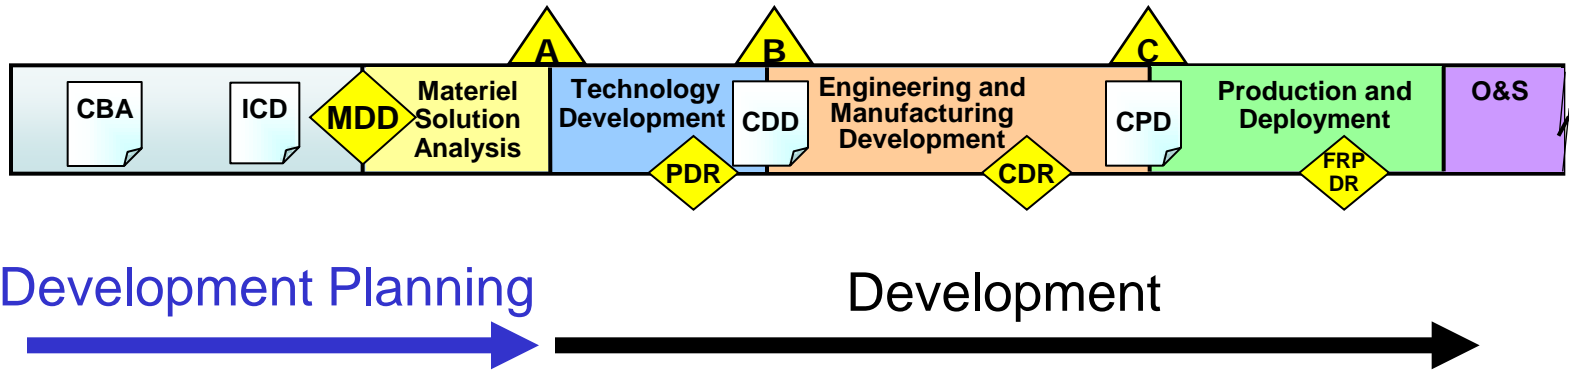 A
B
C
CBA
ICD
MDD
Materiel
Solution
Analysis
Technology
Development
PDR
CDD
Engineering and
Manufacturing
Development
CDR
CPD
Production and
Deployment
FRP
DR
O&S
Development Planning
Development